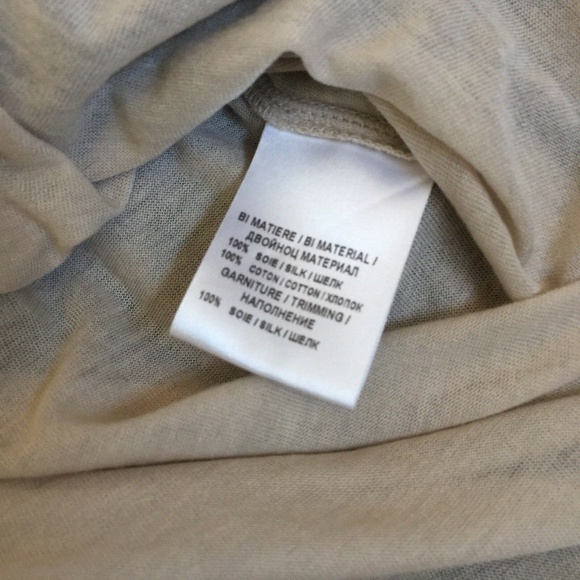 BI MATIERE / BI MATERIAL /
ДВОЙНОЦ МАТЕРИАЛ
100% SOIE / SILK / ШЕЛК
100% COTON / COTTON / ХЛОПОК
GARNITURE / TRIMMING /
НАПОЛНЕНИЕ
100% SOIE / SILK / ШЕЛК